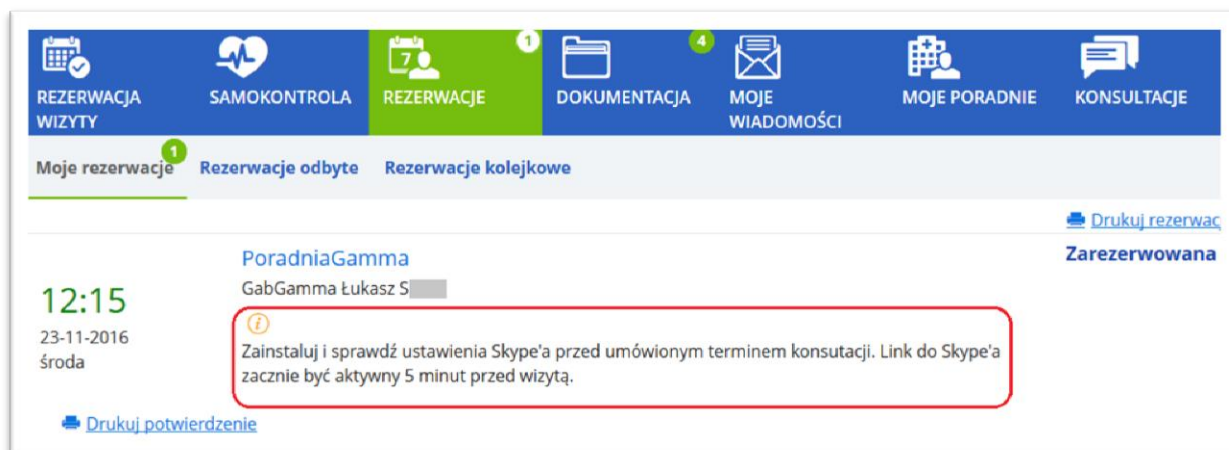 REZERWACJA
WIZYTY
SAMOKONTROLA
7
1
REZERWACJE
DOKUMENTACJA
4
MOJE
WIADOMOŚCI
MOJE PORADNIE
KONSULTACJE
Moje rezerwacje
1
Rezerwacje odbyte
Rezerwacje kolejkowe
Drukuj rezerwac
12:15
23-11-2016
środa
PoradniaGamma
GabGamma Łukasz S
Zarezerwowana
i
Zainstaluj i sprawdź ustawienia Skype'a przed umówionym terminem konsutacji. Link do Skype'a
zacznie być aktywny 5 minut przed wizytą.
Drukuj potwierdzenie